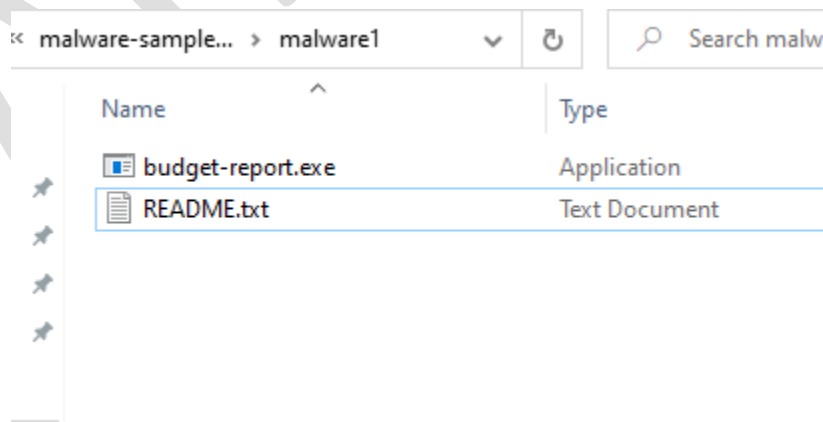 « malware-sample... > malware1 Search malw
Name Type
budget-report.exe Application
README.txt Text Document